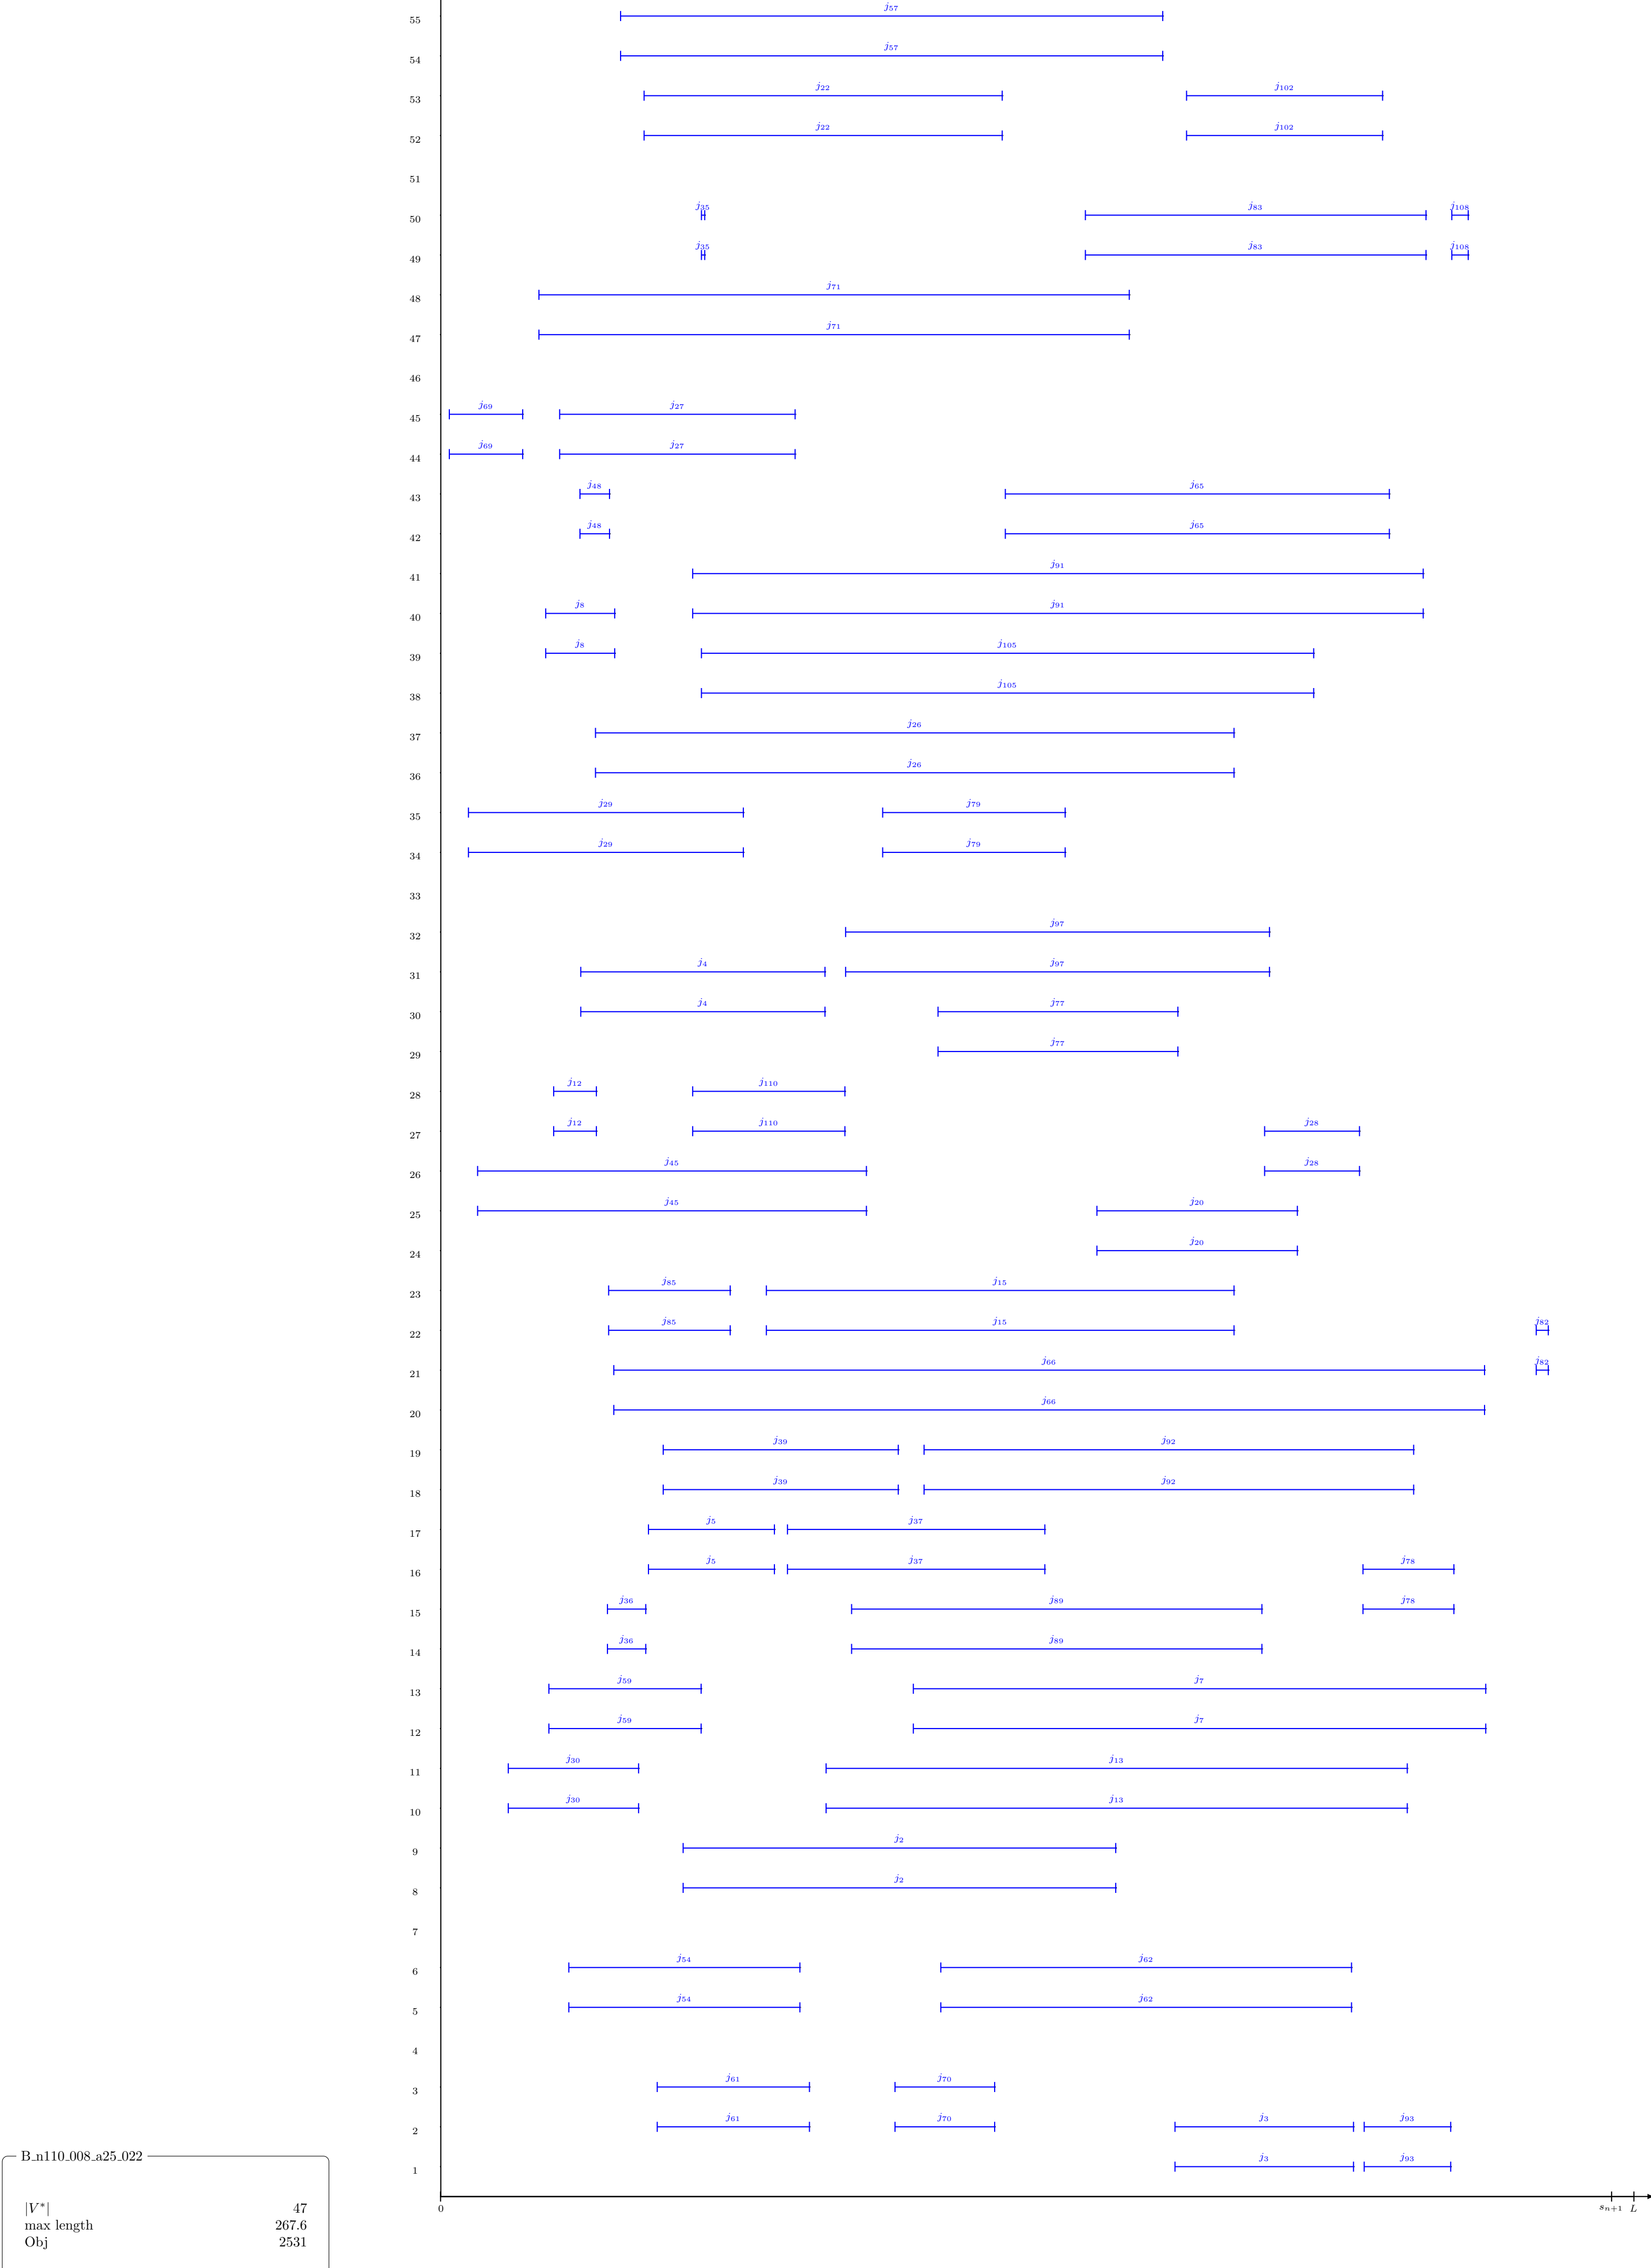 j57
55
j57
54
j22 j102
53
j22 j102
52
51
j35 j83 j108
50
j35 j83 j108
49
j71
48
j71
47
46
j69 j27
45
j69 j27
44
j48 j65
43
j48 j65
42
j91
41
j8 j91
40
j8 j105
39
j105
38
j26
37
j26
36
j29 j79
35
j29 j79
34
33
j97
32
j4 j97
31
j4 j77
30
j77
29
j12 j110
28
j12 j110 j28
27
j45 j28
26
j45 j20
25
j20
24
j85 j15
23
j85 j15 j82
22
j66 j82
21
j66
20
j39 j92
19
j39 j92
18
j5 j37
17
j5 j37 j78
16
j36 j89 j78
15
j36 j89
14
j59 j7
13
j59 j7
12
j30 j13
11
j30 j13
10
j2
9
j2
8
7
j54 j62
6
j54 j62
5
4
j61 j70
3
j61 j70 j3 j93
2
j3 j93
1
0 sn+1 L
B_n110_008_a25_022
|V*| 47
max length 267.6
Obj 2531